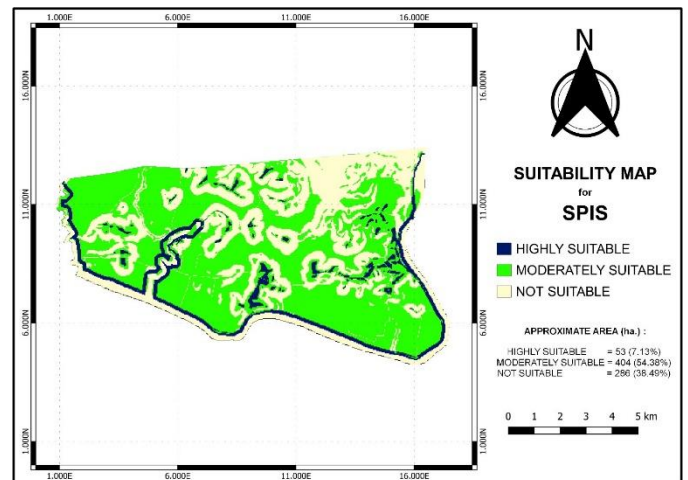 1.000E 6.000E 11.000E 16.000E
16.000N 16.000N
11.000N 11.000N
6.000N 6.000N
1.000N 1.000N
1.000E 6.000E 11.000E 16.000E
N
SUITABILITY MAP
for
SPIS
HIGHLY SUITABLE
MODERATELY SUITABLE
NOT SUITABLE
APPROXIMATE AREA (ha.) :
HIGHLY SUITABLE = 53 (7.13%)
MODERATELY SUITABLE = 404 (54.38%)
NOT SUITABLE = 286 (38.49%)
0 1 2 3 4 5 km